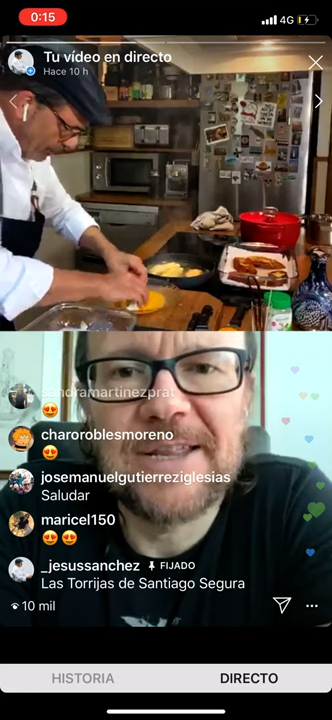 0:15
4G
Tu vídeo en directo
Hace 10 h
sandramartinezprat
😍
charoroblesmoreno
😍
josemanuelgutierreziglesias
Saludar
maricel150
😍😍
_jesussanchez FIJADO
Las Torrijas de Santiago Segura
10 mil
HISTORIA DIRECTO